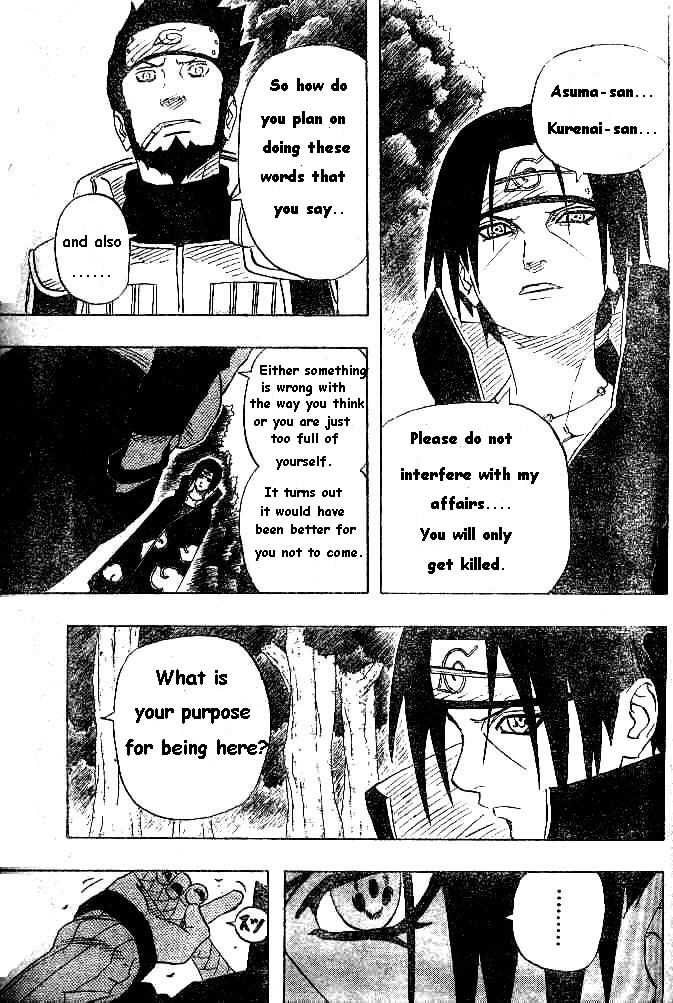 Asuma-san...
Kurenai-san...
Please do not
interfere with my
affairs....
You will only
get killed.
So how do
you plan on
doing these
words that
you say..
and also
......
Either something
is wrong with
the way you think
or you are just
too full of
yourself.
It turns out
it would have
been better for
you not to come.
What is
your purpose
for being here?
.........